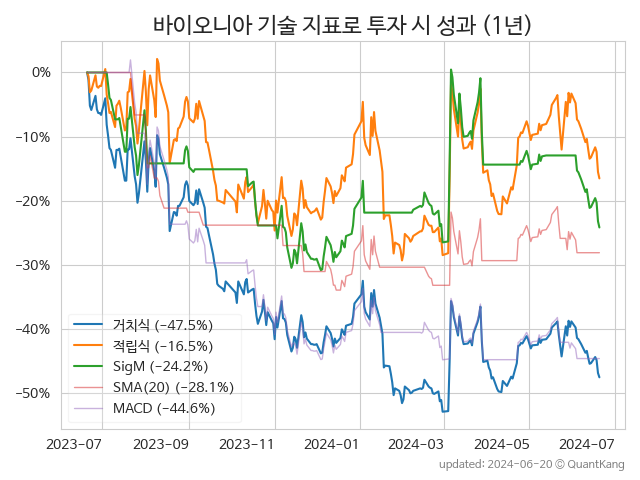 바이오니아 기술 지표로 투자 시 성과 (1년)
0%
−10%
−20%
−30%
−40%
−50%
거치식 (−47.5%)
적립식 (−16.5%)
SigM (−24.2%)
SMA(20) (−28.1%)
MACD (−44.6%)
2023−07 2023−09 2023−11 2024−01 2024−03 2024−05 2024−07
updated: 2024−06−20 © QuantKang